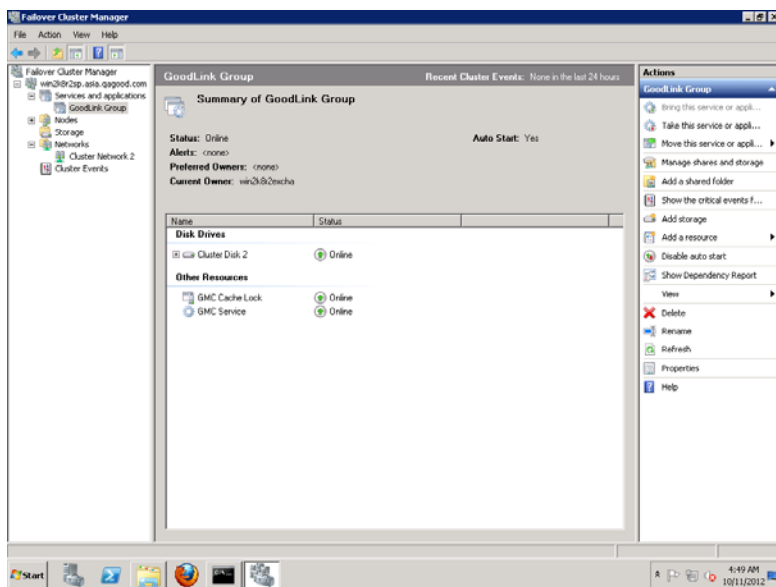 Failover Cluster Manager
File Action View Help
Failover Cluster Manager
win2k8r2sp.asia.qagood.com
Services and applications
GoodLink Group
Nodes
Storage
Networks
Cluster Network 2
Cluster Events
GoodLink Group Recent Cluster Events: None in the last 24 hours
Summary of GoodLink Group
Status: Online Auto Start: Yes
Alerts: <none>
Preferred Owners: <none>
Current Owner: win2k8r2excha
Name Status
Disk Drives
Cluster Disk 2 Online
Other Resources
GMC Cache Lock Online
GMC Service Online
Actions
GoodLink Group
Bring this service or appli...
Take this service or appli...
Move this service or appli...
Manage shares and storage
Add a shared folder
Show the critical events f...
Add storage
Add a resource
Disable auto start
Show Dependency Report
View
Delete
Rename
Refresh
Properties
Help
Start
4:49 AM
10/11/2012